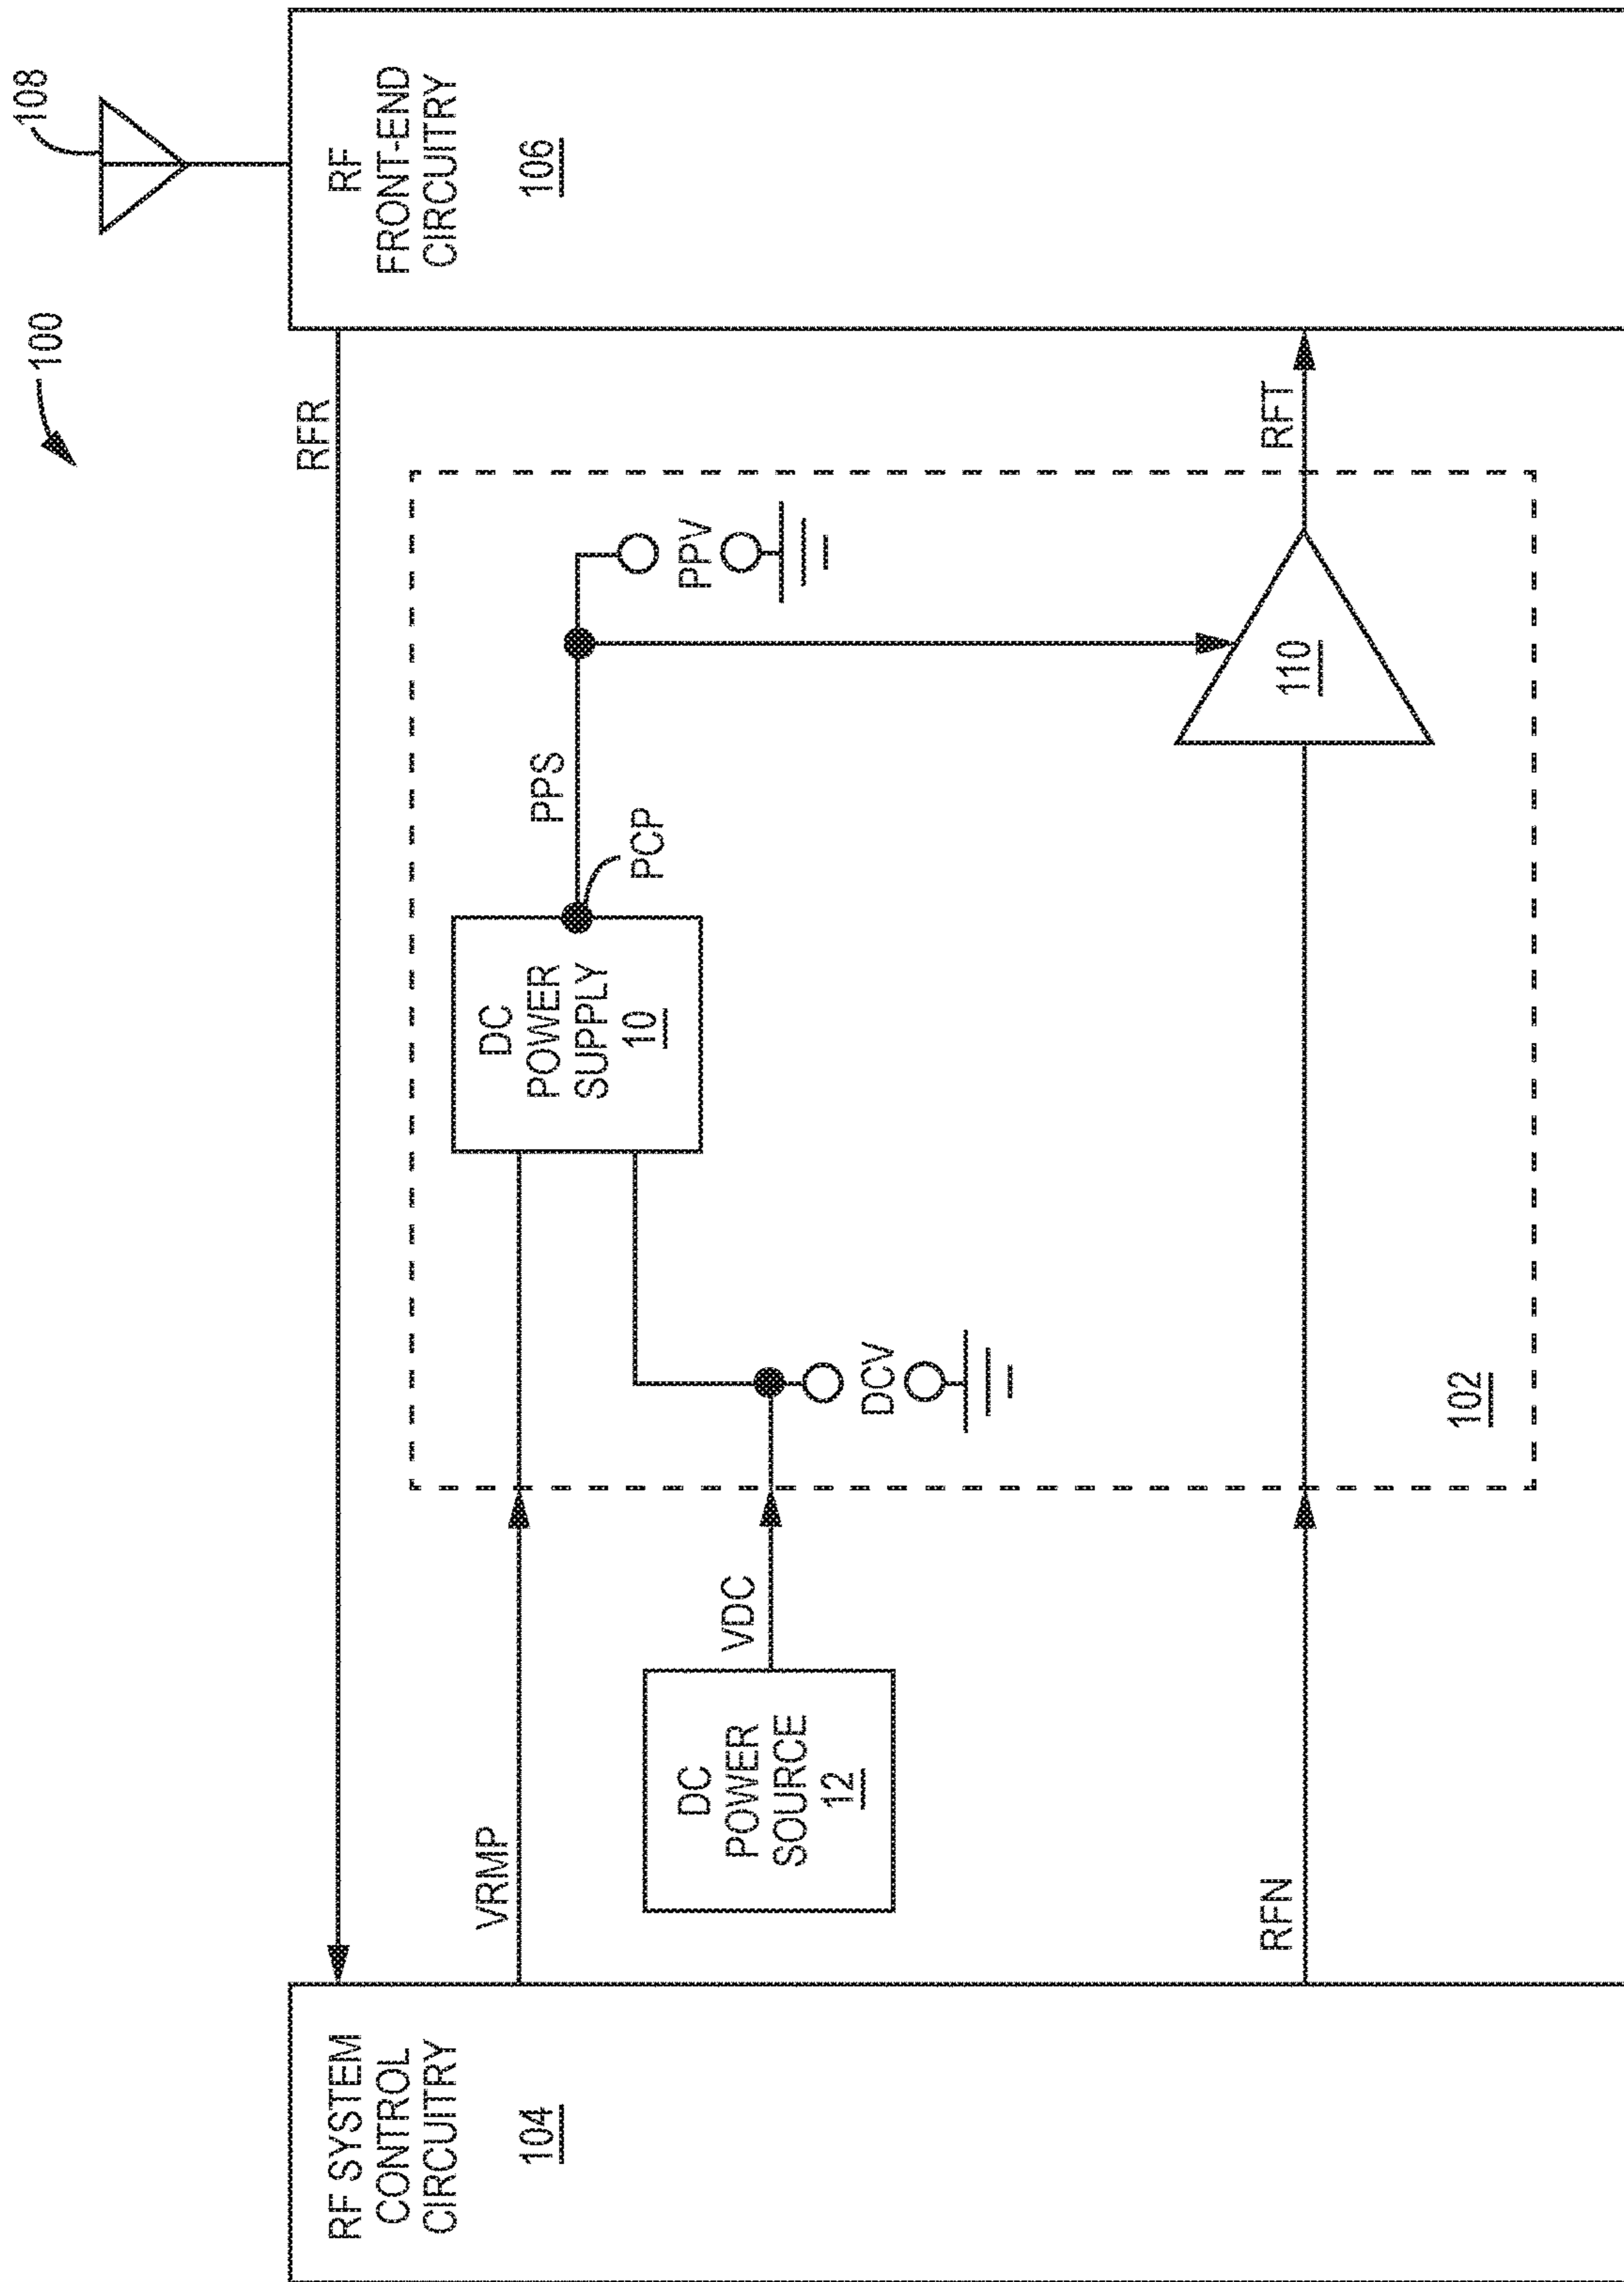 100
108
RF SYSTEM
CONTROL
CIRCUITRY
104
RFR
RF
FRONT-END
CIRCUITRY
106
VRMP
DC
POWER
SUPPLY
10
PPS
PCP
PPV
DC
POWER
SOURCE
12
VDC
DCV
RFN
110
RFT
102